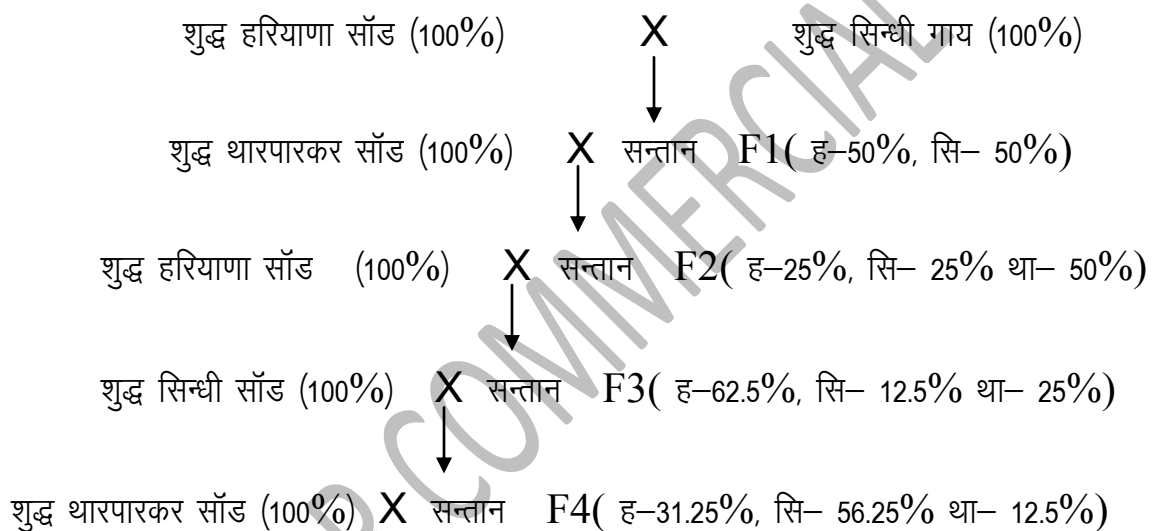 शुद्ध हरियाणा सॉड (100%) X शुद्ध सिन्धी गाय (100%)
शुद्ध थारपारकर सॉड (100%) X सन्तान F1( ह–50%, सि– 50%)
शुद्ध हरियाणा सॉड (100%) X सन्तान F2( ह–25%, सि– 25% था– 50%)
शुद्ध सिन्धी सॉड (100%) X सन्तान F3( ह–62.5%, सि– 12.5% था– 25%)
शुद्ध थारपारकर सॉड (100%) X सन्तान F4( ह–31.25%, सि– 56.25% था– 12.5%)
COMMERCIAL